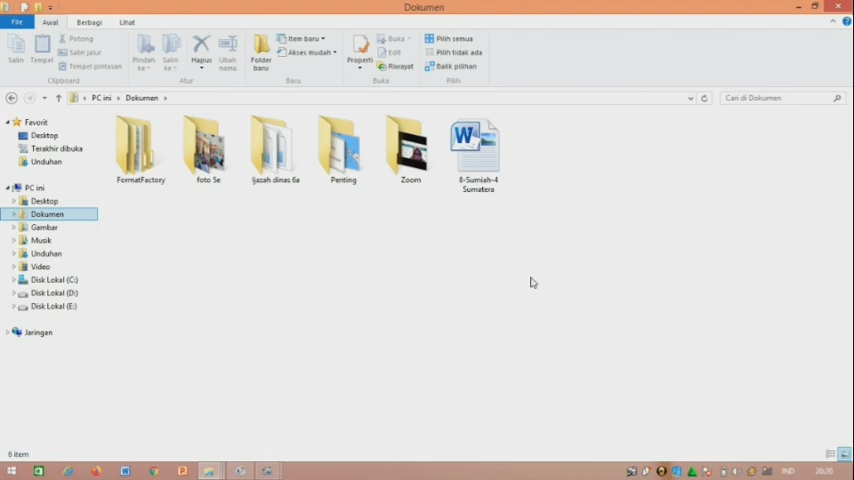 Dokumen
File Awal Berbagi Lihat
Salin Tempel Potong Salin jalur Tempel pintasan
Clipboard
Pindah ke Salin ke Hapus Ubah nama
Atur
Folder baru Item baru Akses mudah
Baru
Properti Buka Edit Riwayat
Buka
Pilih semua Pilih tidak ada Balik pilihan
Pilih
PC ini Dokumen
Cari di Dokumen
Favorit
Desktop
Terakhir dibuka
Unduhan
PC ini
Desktop
Dokumen
Gambar
Musik
Unduhan
Video
Disk Lokal (C:)
Disk Lokal (D:)
Disk Lokal (E:)
Jaringan
FormatFactory
foto 5e
Ijazah dinas 6a
Penting
Zoom
8-Sumiah-4
Sumatera
6 item
IND 20:20